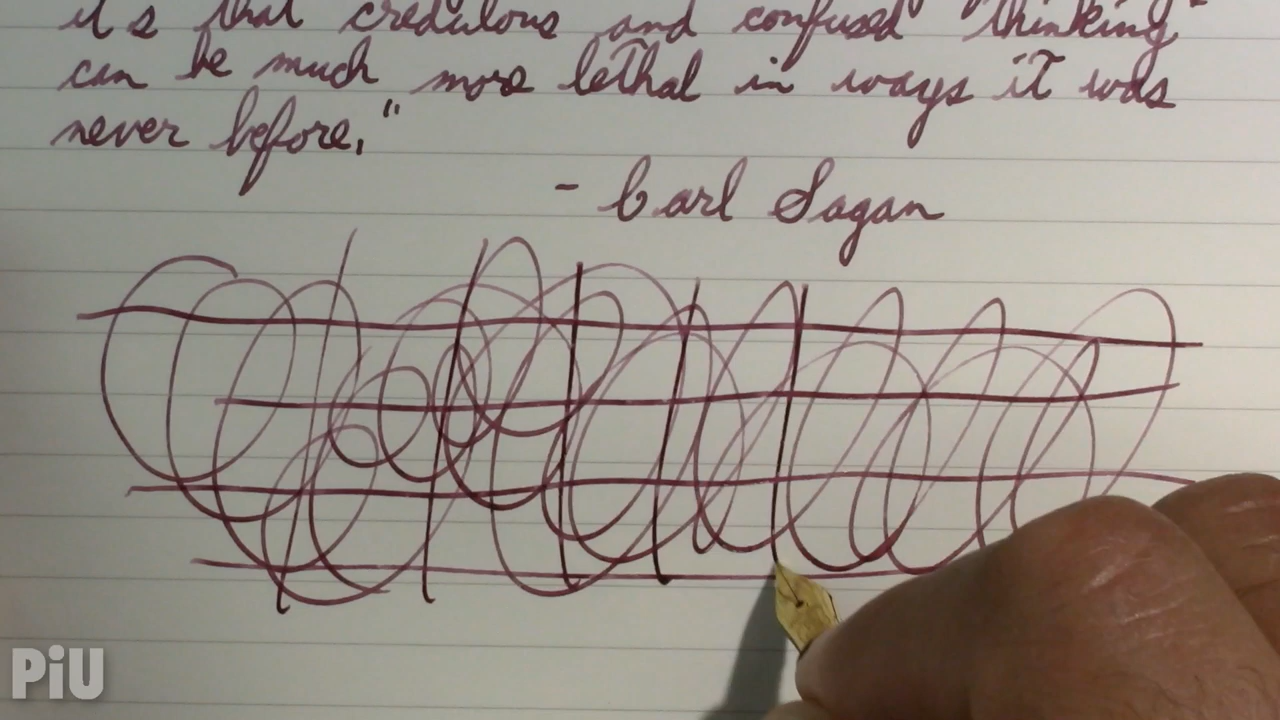 it's that credulous and confused "thinking"
can be much more lethal in ways it was
never before."
- Carl Sagan
PiU